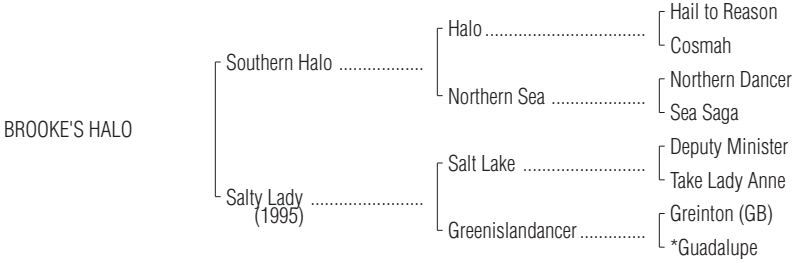 Hail to Reason
Halo ..................................
Cosmah
Southern Halo ..................
Northern Dancer
Northern Sea ....................
Sea Saga
BROOKE'S HALO
Deputy Minister
Salt Lake ..........................
Take Lady Anne
Salty Lady ........................
(1995)
Greinton (GB)
Greenislandancer ..............
*Guadalupe